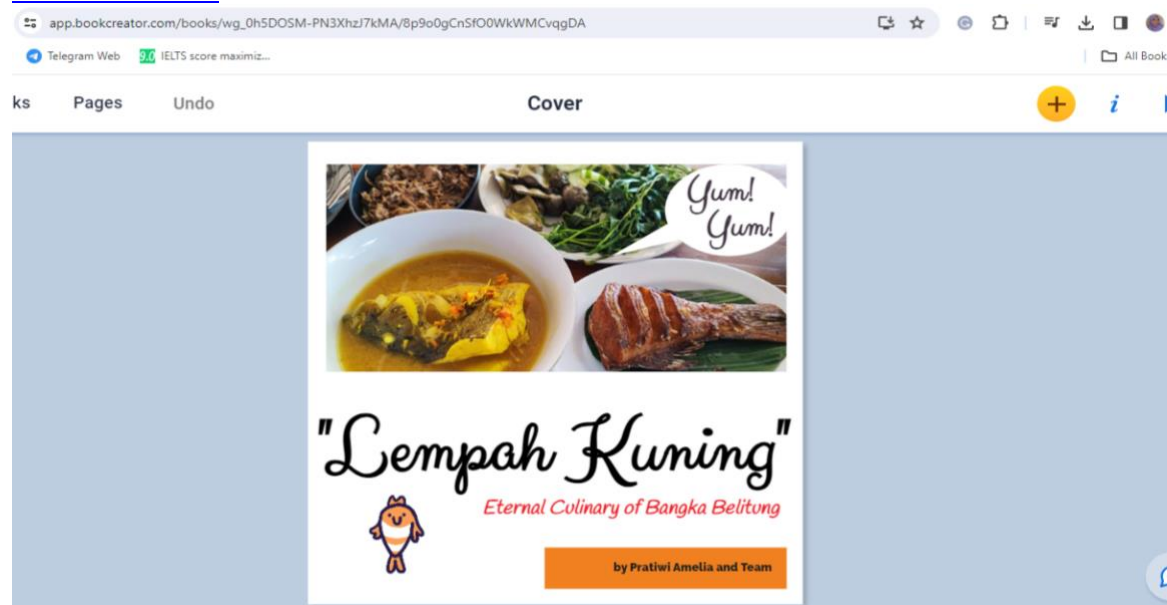 app.bookcreator.com/books/wg_0h5DOSM-PN3XhzJ7kMA/8p9o0gCnSfO0WkWMCvqgDA
Telegram Web 9.0 IELTS score maximiz... All Book
ks Pages Undo Cover + i
Yum!
Yum!
"Lempah Kuning"
Eternal Culinary of Bangka Belitung
by Pratiwi Amelia and Team